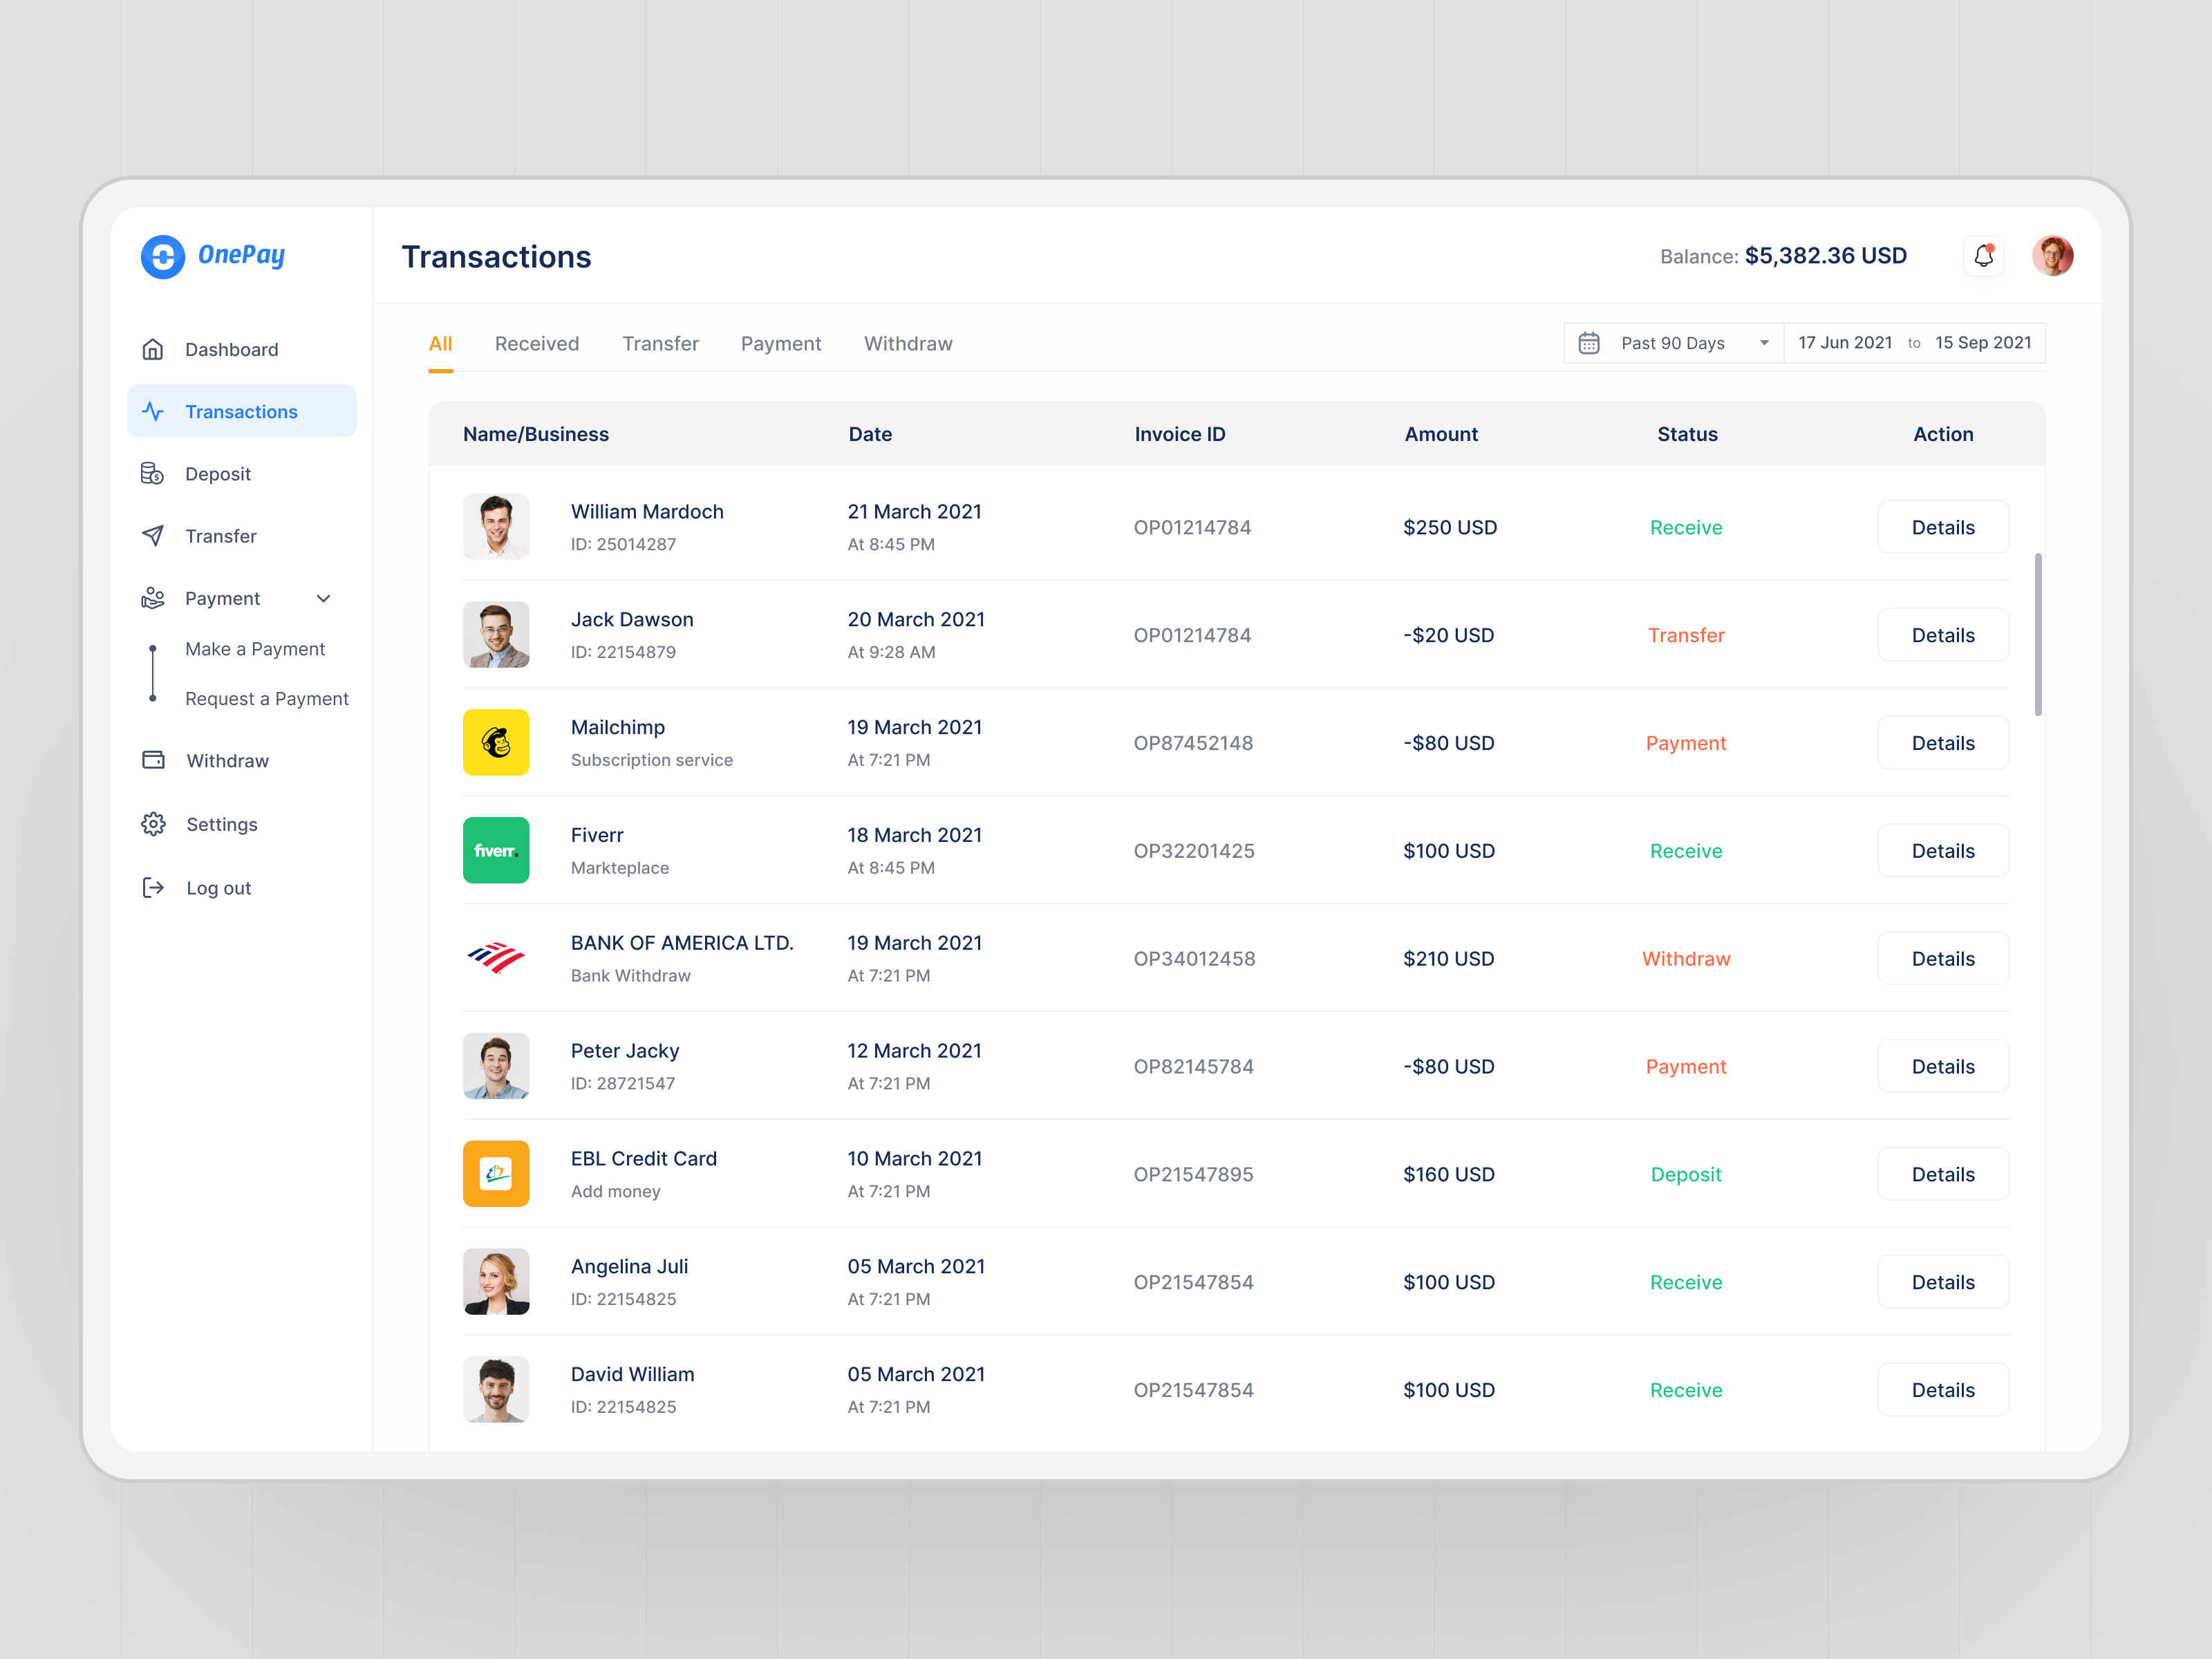 OnePay
Transactions
Balance: $5,382.36 USD
Dashboard
Transactions
Deposit
Transfer
Payment
Make a Payment
Request a Payment
Withdraw
Settings
Log out
All Received Transfer Payment Withdraw
Past 90 Days 17 Jun 2021 to 15 Sep 2021
Name/Business Date Invoice ID Amount Status Action
William Mardoch 21 March 2021
ID: 25014287 At 8:45 PM
OP01214784 $250 USD Receive Details
Jack Dawson 20 March 2021
ID: 22154879 At 9:28 AM
OP01214784 -$20 USD Transfer Details
Mailchimp 19 March 2021
Subscription service At 7:21 PM
OP87452148 -$80 USD Payment Details
fiverr.
Fiverr 18 March 2021
Markteplace At 8:45 PM
OP32201425 $100 USD Receive Details
BANK OF AMERICA LTD. 19 March 2021
Bank Withdraw At 7:21 PM
OP34012458 $210 USD Withdraw Details
Peter Jacky 12 March 2021
ID: 28721547 At 7:21 PM
OP82145784 -$80 USD Payment Details
EBL Credit Card 10 March 2021
Add money At 7:21 PM
OP21547895 $160 USD Deposit Details
Angelina Juli 05 March 2021
ID: 22154825 At 7:21 PM
OP21547854 $100 USD Receive Details
David William 05 March 2021
ID: 22154825 At 7:21 PM
OP21547854 $100 USD Receive Details